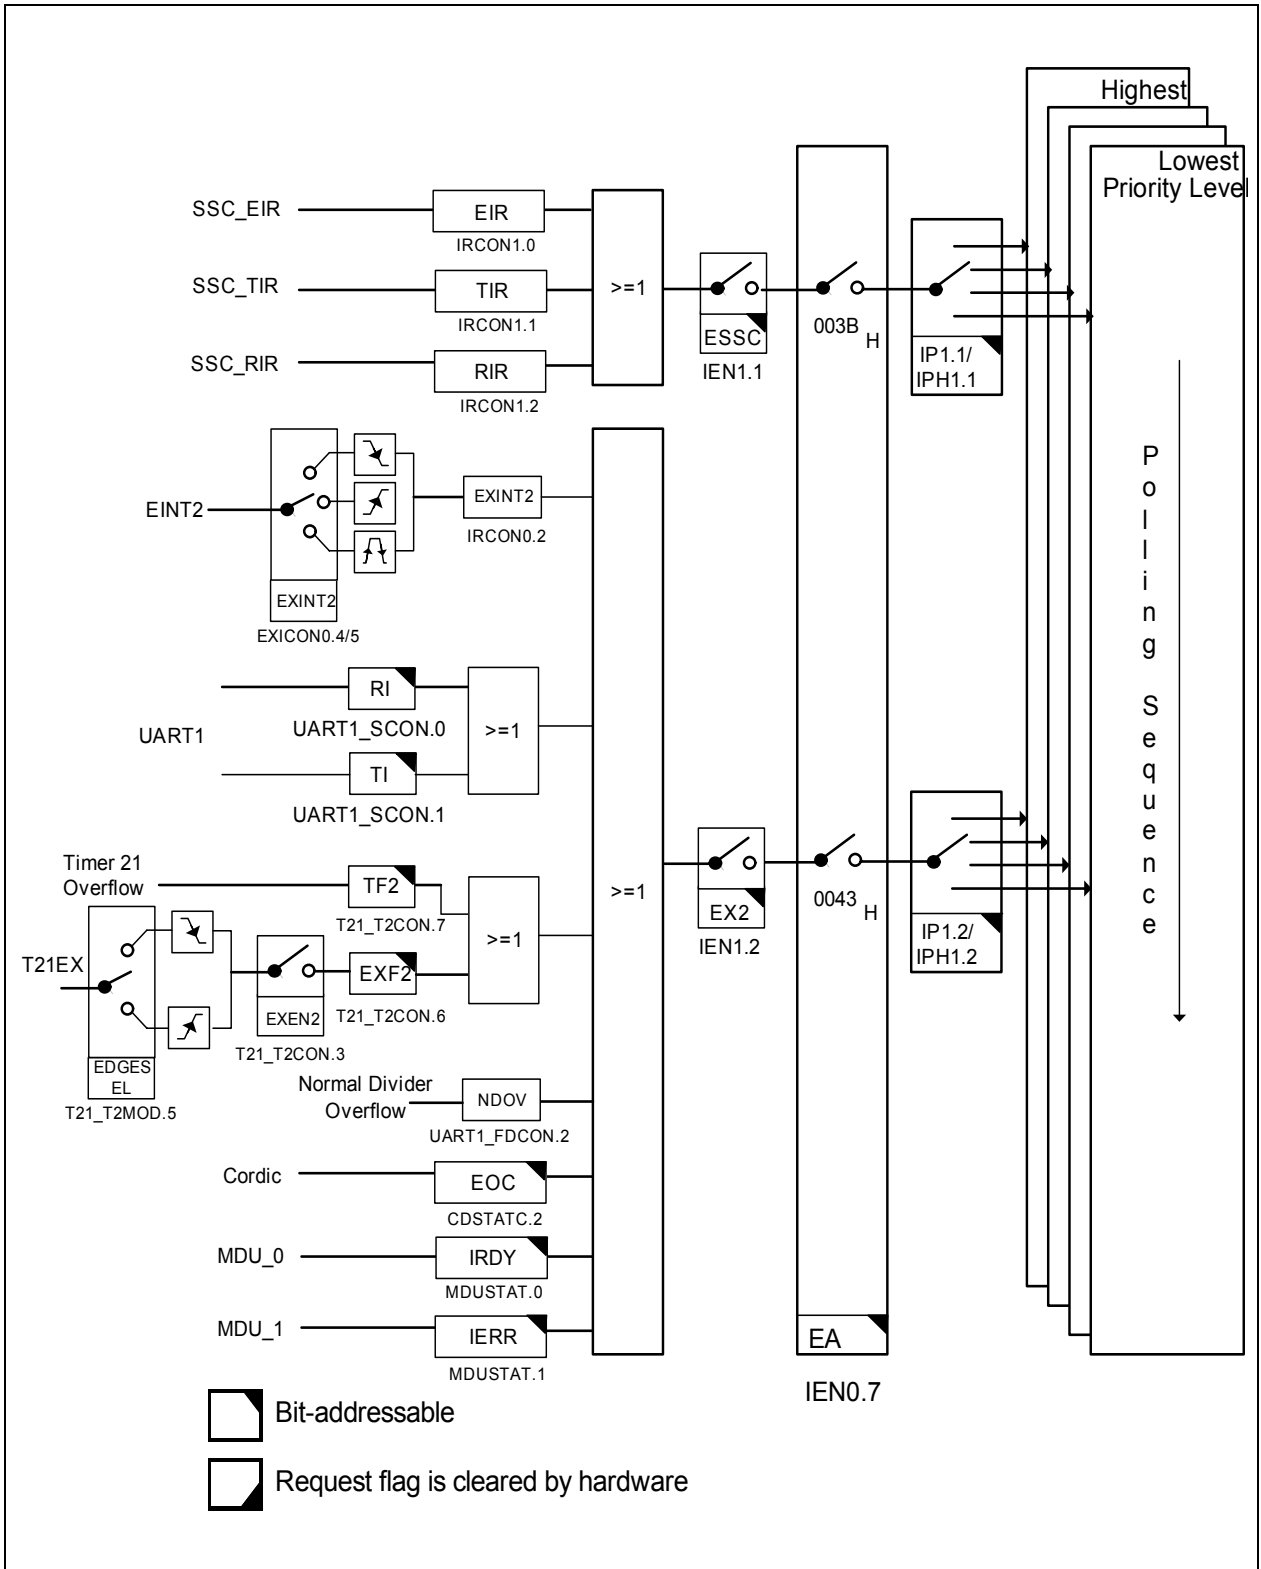 Highest
Lowest
Priority Level
SSC_EIR
EIR
IRCON1.0
SSC_TIR
TIR
IRCON1.1
SSC_RIR
RIR
IRCON1.2
>=1
ESSC
IEN1.1
003B H
IP1.1/
IPH1.1
EINT2
EXINT2
EXICON0.4/5
EXINT2
IRCON0.2
UART1
RI
UART1_SCON.0
TI
UART1_SCON.1
>=1
Timer 21
Overflow
TF2
T21_T2CON.7
T21EX
EDGES
EL
T21_T2MOD.5
EXEN2
T21_T2CON.3
EXF2
T21_T2CON.6
>=1
Normal Divider
Overflow
NDOV
UART1_FDCON.2
Cordic
EOC
CDSTATC.2
MDU_0
IRDY
MDUSTAT.0
MDU_1
IERR
MDUSTAT.1
>=1
EX2
IEN1.2
0043 H
IP1.2/
IPH1.2
EA
IEN0.7
Polling Sequence
Bit-addressable
Request flag is cleared by hardware